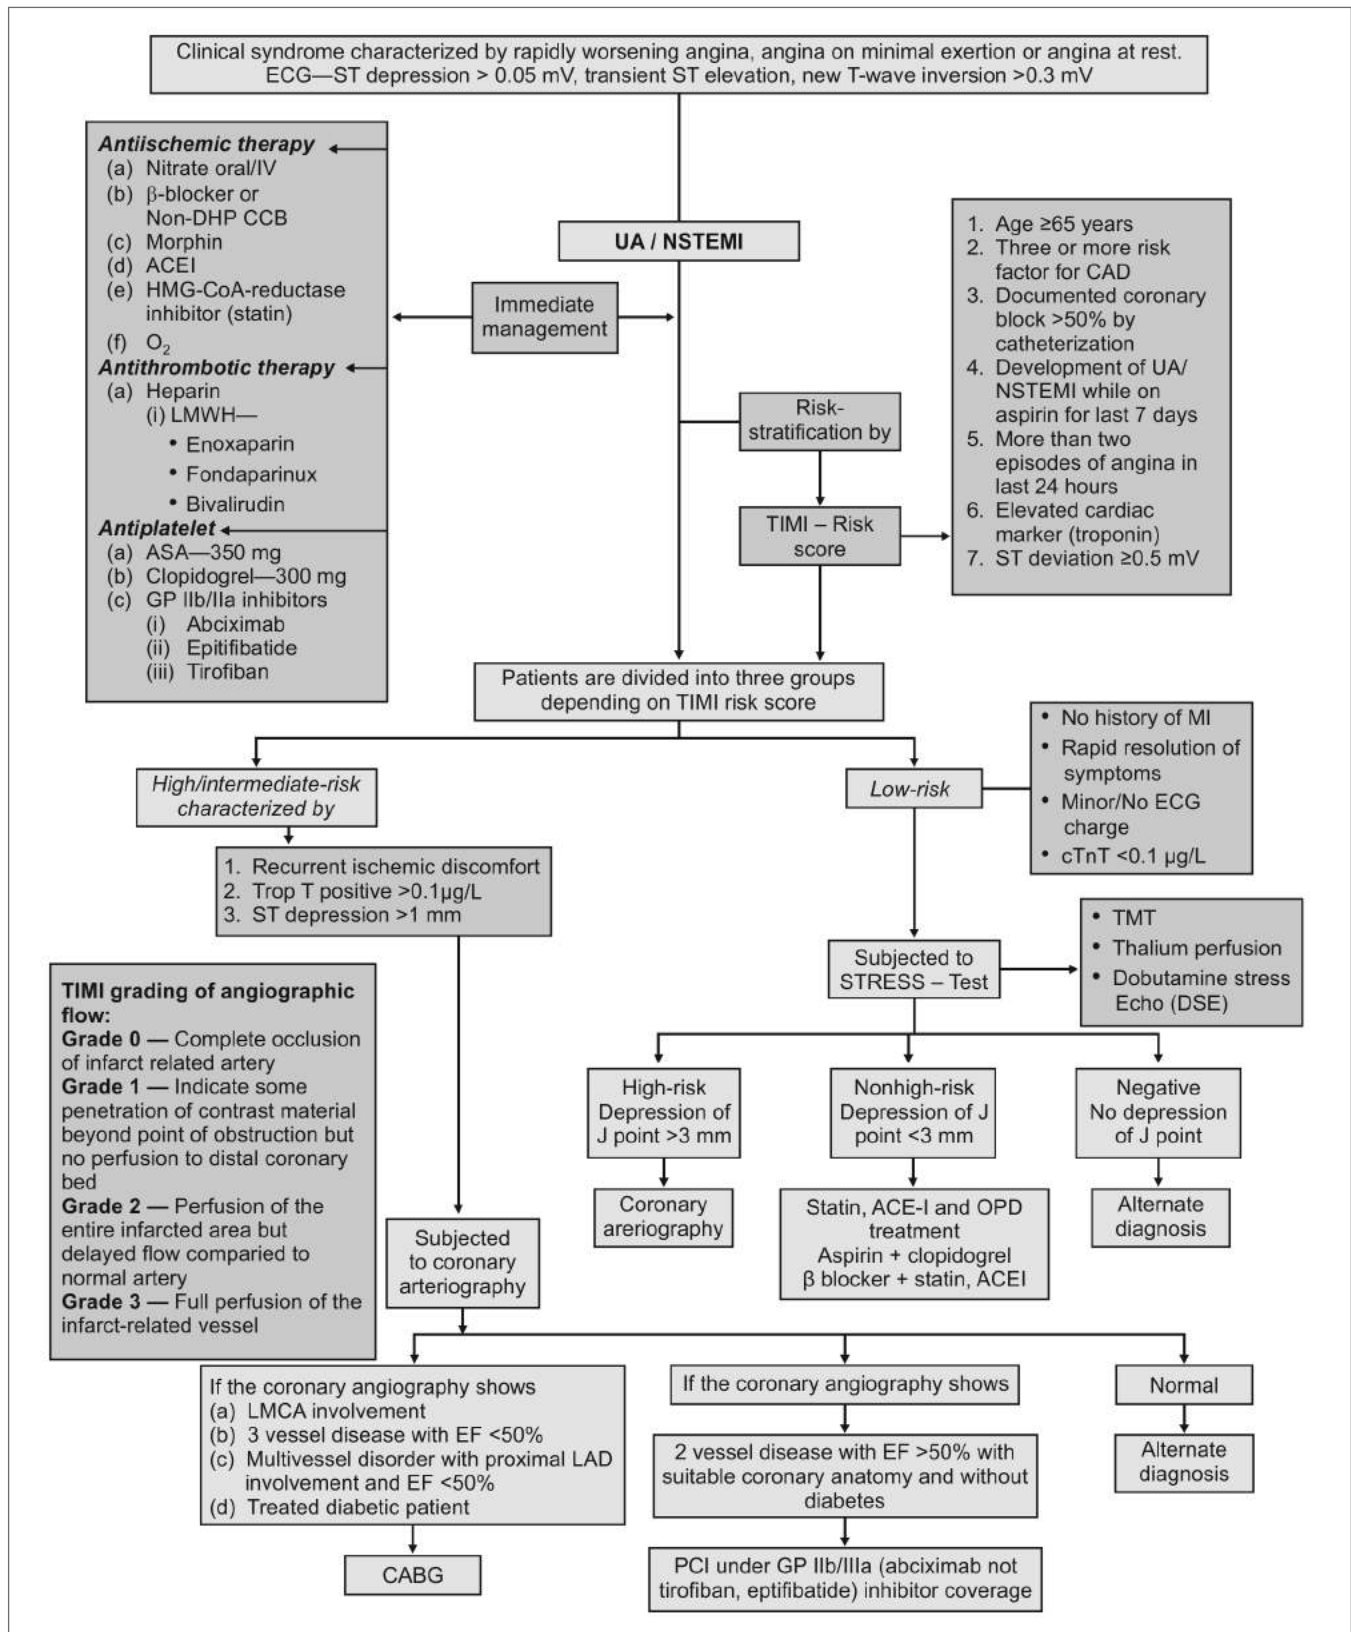 Clinical syndrome characterized by rapidly worsening angina, angina on minimal exertion or angina at rest.
ECG—ST depression > 0.05 mV, transient ST elevation, new T-wave inversion >0.3 mV
Antiischemic therapy
(a) Nitrate oral/IV
(b) β-blocker or
Non-DHP CCB
(c) Morphin
(d) ACEI
(e) HMG-CoA-reductase
inhibitor (statin)
(f) O2
Antithrombotic therapy
(a) Heparin
(i) LMWH—
• Enoxaparin
• Fondaparinux
• Bivalirudin
Antiplatelet
(a) ASA—350 mg
(b) Clopidogrel—300 mg
(c) GP IIb/IIa inhibitors
(i) Abciximab
(ii) Epitifibatide
(iii) Tirofiban
UA / NSTEMI
Immediate
management
Risk-
stratification by
TIMI – Risk
score
1. Age ≥65 years
2. Three or more risk
factor for CAD
3. Documented coronary
block >50% by
catheterization
4. Development of UA/
NSTEMI while on
aspirin for last 7 days
5. More than two
episodes of angina in
last 24 hours
6. Elevated cardiac
marker (troponin)
7. ST deviation ≥0.5 mV
Patients are divided into three groups
depending on TIMI risk score
High/intermediate-risk
characterized by
1. Recurrent ischemic discomfort
2. Trop T positive >0.1µg/L
3. ST depression >1 mm
Low-risk
• No history of MI
• Rapid resolution of
symptoms
• Minor/No ECG
charge
• cTnT <0.1 µg/L
Subjected to
STRESS – Test
• TMT
• Thalium perfusion
• Dobutamine stress
Echo (DSE)
TIMI grading of angiographic
flow:
Grade 0 — Complete occlusion
of infarct related artery
Grade 1 — Indicate some
penetration of contrast material
beyond point of obstruction but
no perfusion to distal coronary
bed
Grade 2 — Perfusion of the
entire infarcted area but
delayed flow comparied to
normal artery
Grade 3 — Full perfusion of the
infarct-related vessel
High-risk
Depression of
J point >3 mm
Nonhigh-risk
Depression of J
point <3 mm
Negative
No depression
of J point
Coronary
areriography
Statin, ACE-I and OPD
treatment
Aspirin + clopidogrel
β blocker + statin, ACEI
Alternate
diagnosis
Subjected
to coronary
arteriography
If the coronary angiography shows
(a) LMCA involvement
(b) 3 vessel disease with EF <50%
(c) Multivessel disorder with proximal LAD
involvement and EF <50%
(d) Treated diabetic patient
CABG
If the coronary angiography shows
2 vessel disease with EF >50% with
suitable coronary anatomy and without
diabetes
PCI under GP IIb/IIIa (abciximab not
tirofiban, eptifibatide) inhibitor coverage
Normal
Alternate
diagnosis